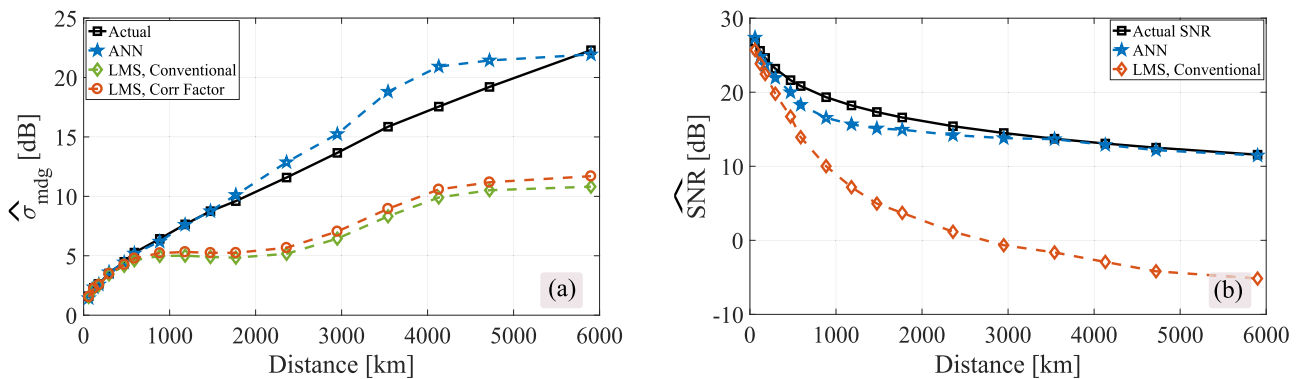 Actual
ANN
LMS, Conventional
LMS, Corr Factor
25
20
15
10
5
0
σ̂mdg [dB]
0 1000 2000 3000 4000 5000 6000
Distance [km]
(a)
Actual SNR
ANN
LMS, Conventional
30
20
10
0
-10
SNR̂ [dB]
0 1000 2000 3000 4000 5000 6000
Distance [km]
(b)